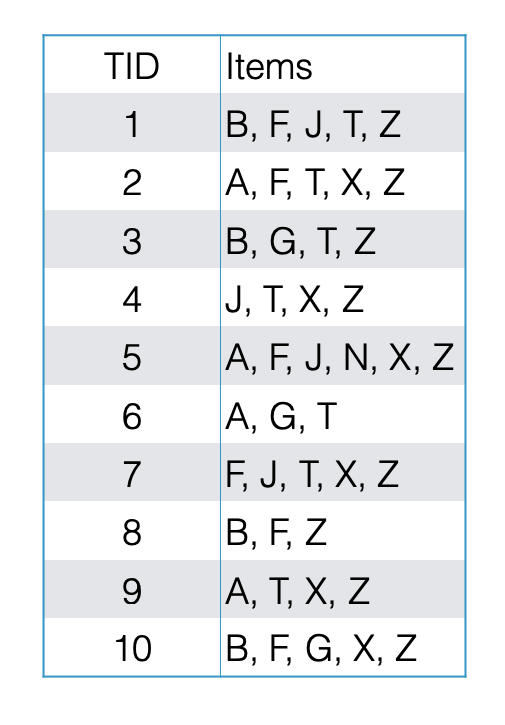 TID Items
1 B, F, J, T, Z
2 A, F, T, X, Z
3 B, G, T, Z
4 J, T, X, Z
5 A, F, J, N, X, Z
6 A, G, T
7 F, J, T, X, Z
8 B, F, Z
9 A, T, X, Z
10 B, F, G, X, Z